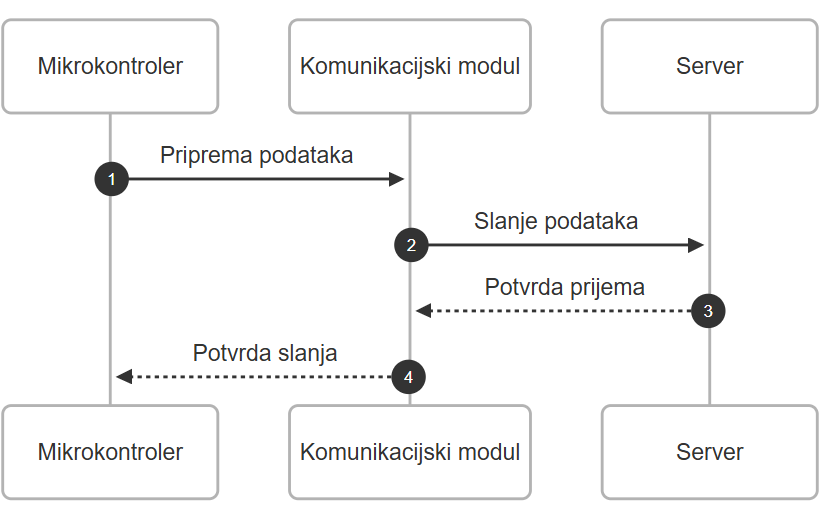 Mikrokontroler
Komunikacijski modul
Server
Priprema podataka
1
Slanje podataka
2
Potvrda prijema
3
Potvrda slanja
4
Mikrokontroler
Komunikacijski modul
Server